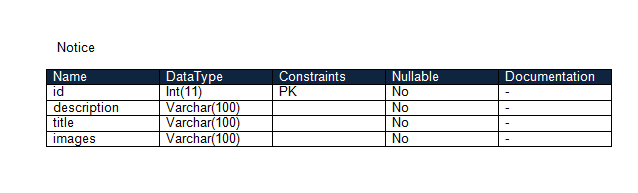 Notice
Name DataType Constraints Nullable Documentation
id Int(11) PK No -
description Varchar(100) No -
title Varchar(100) No -
images Varchar(100) No -